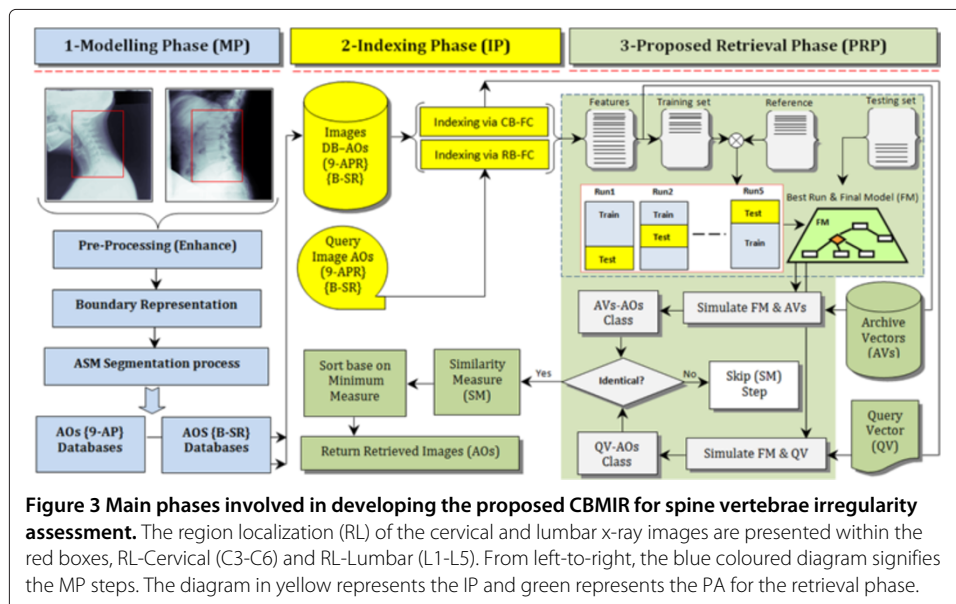 1-Modelling Phase (MP)
2-Indexing Phase (IP)
3-Proposed Retrieval Phase (PRP)
Pre-Processing (Enhance)
Boundary Representation
ASM Segmentation process
AOs {9-AP}
Databases
AOS {B-SR}
Databases
Images
DB-AOs
(9-APR)
{B-SR}
Indexing via CB-FC
Indexing via RB-FC
Query
Image AOs
(9-APR)
{B-SR}
Features
Training set
Reference
Testing set
Run1
Run2
Run5
Train
Test
Train
Test
Test
Train
Best Run & Final Model (FM)
FM
AVs-AOs
Class
Simulate FM & AVs
Archive
Vectors
(AVs)
Sort base on
Minimum
Measure
Similarity
Measure
(SM)
Yes
Identical?
No
Skip (SM)
Step
Return Retrieved Images (AOs)
QV-AOs
Class
Simulate FM & QV
Query
Vector
(QV)
Figure 3 Main phases involved in developing the proposed CBMIR for spine vertebrae irregularity
assessment. The region localization (RL) of the cervical and lumbar x-ray images are presented within the
red boxes, RL-Cervical (C3-C6) and RL-Lumbar (L1-L5). From left-to-right, the blue coloured diagram signifies
the MP steps. The diagram in yellow represents the IP and green represents the PA for the retrieval phase.